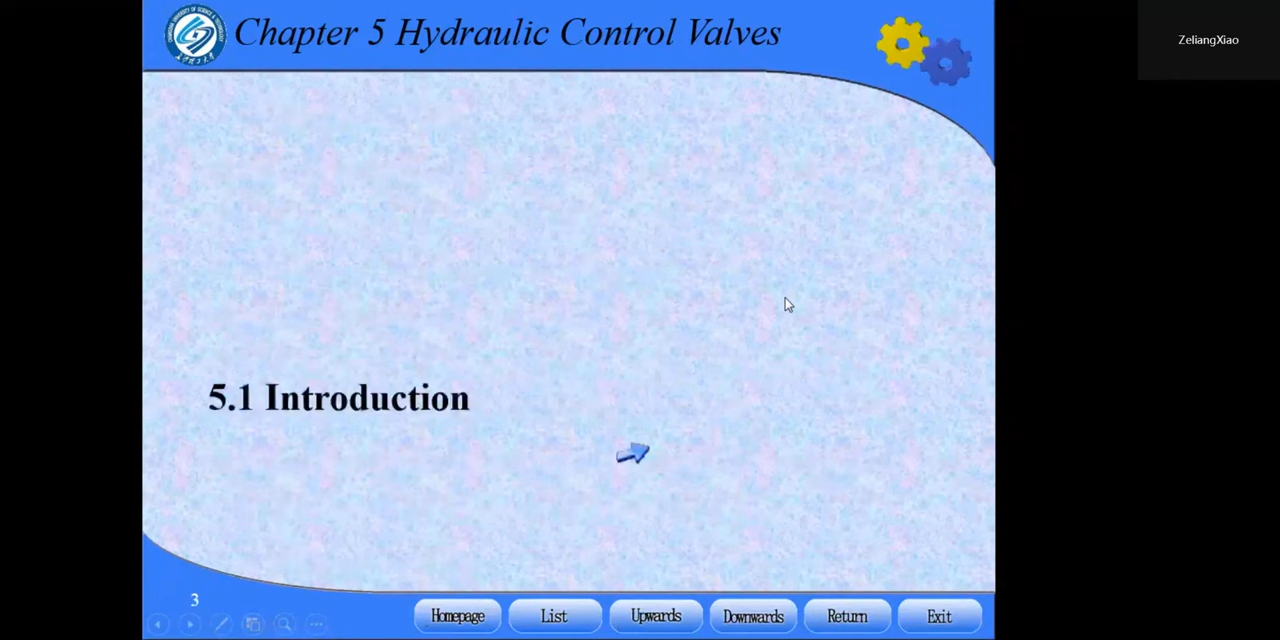 Chapter 5 Hydraulic Control Valves
ZeliangXiao
5.1 Introduction
3
Homepage
List
Upwards
Downwards
Return
Exit